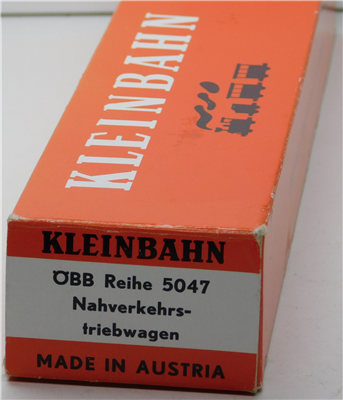 KLEINBAHN
KLEINBAHN
ÖBB Reihe 5047
Nahverkehrs-
triebwagen
MADE IN AUSTRIA